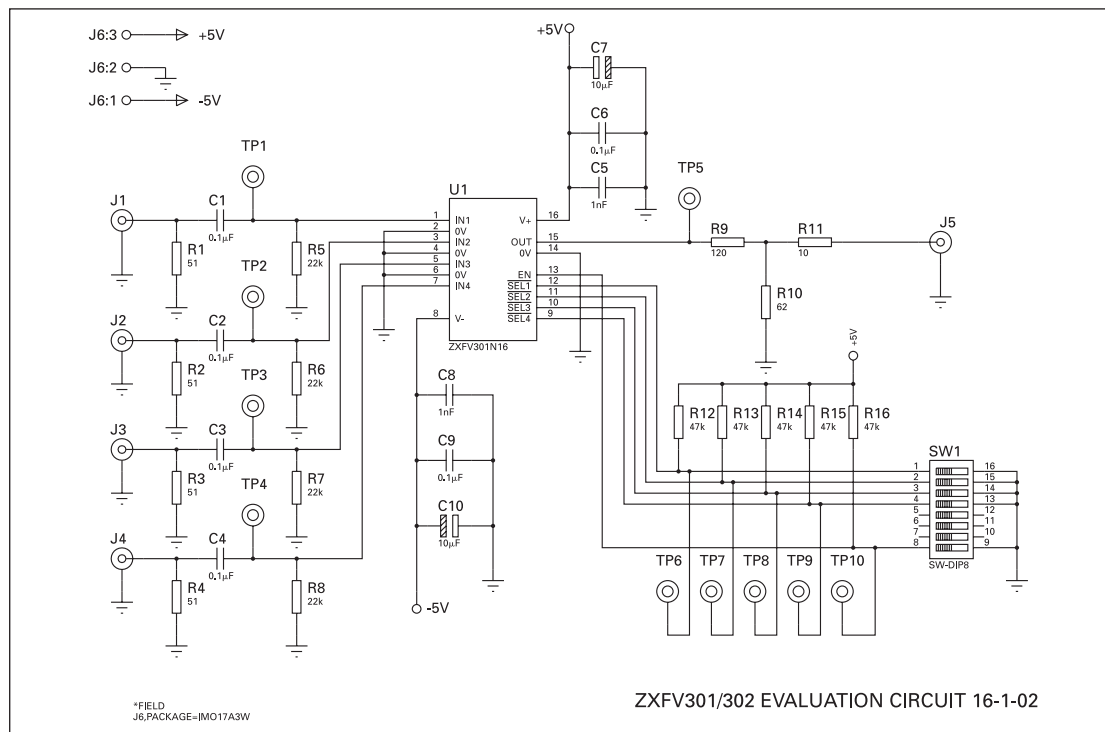 J6:3 +5V
J6:2
J6:1 -5V
+5V
C7
10µF
C6
0.1µF
C5
1nF
TP1
J1
C1
0.1µF
R1
51
R5
22k
TP2
J2
C2
0.1µF
R2
51
R6
22k
TP3
J3
C3
0.1µF
R3
51
R7
22k
TP4
J4
C4
0.1µF
R4
51
R8
22k
U1
1 IN1
2 0V
3 IN2
4 0V
5 IN3
6 0V
7 IN4
8 V-
V+ 16
OUT 15
0V 14
EN 13
SEL1 12
SEL2 11
SEL3 10
SEL4 9
ZXFV301N16
C8
1nF
C9
0.1µF
C10
10µF
-5V
TP5
R9
120
R11
10
J5
R10
62
+5V
R12
47k
R13
47k
R14
47k
R15
47k
R16
47k
SW1
1 16
2 15
3 14
4 13
5 12
6 11
7 10
8 9
SW-DIP8
TP6 TP7 TP8 TP9 TP10
*FIELD
J6,PACKAGE=IMO17A3W
ZXFV301/302 EVALUATION CIRCUIT 16-1-02